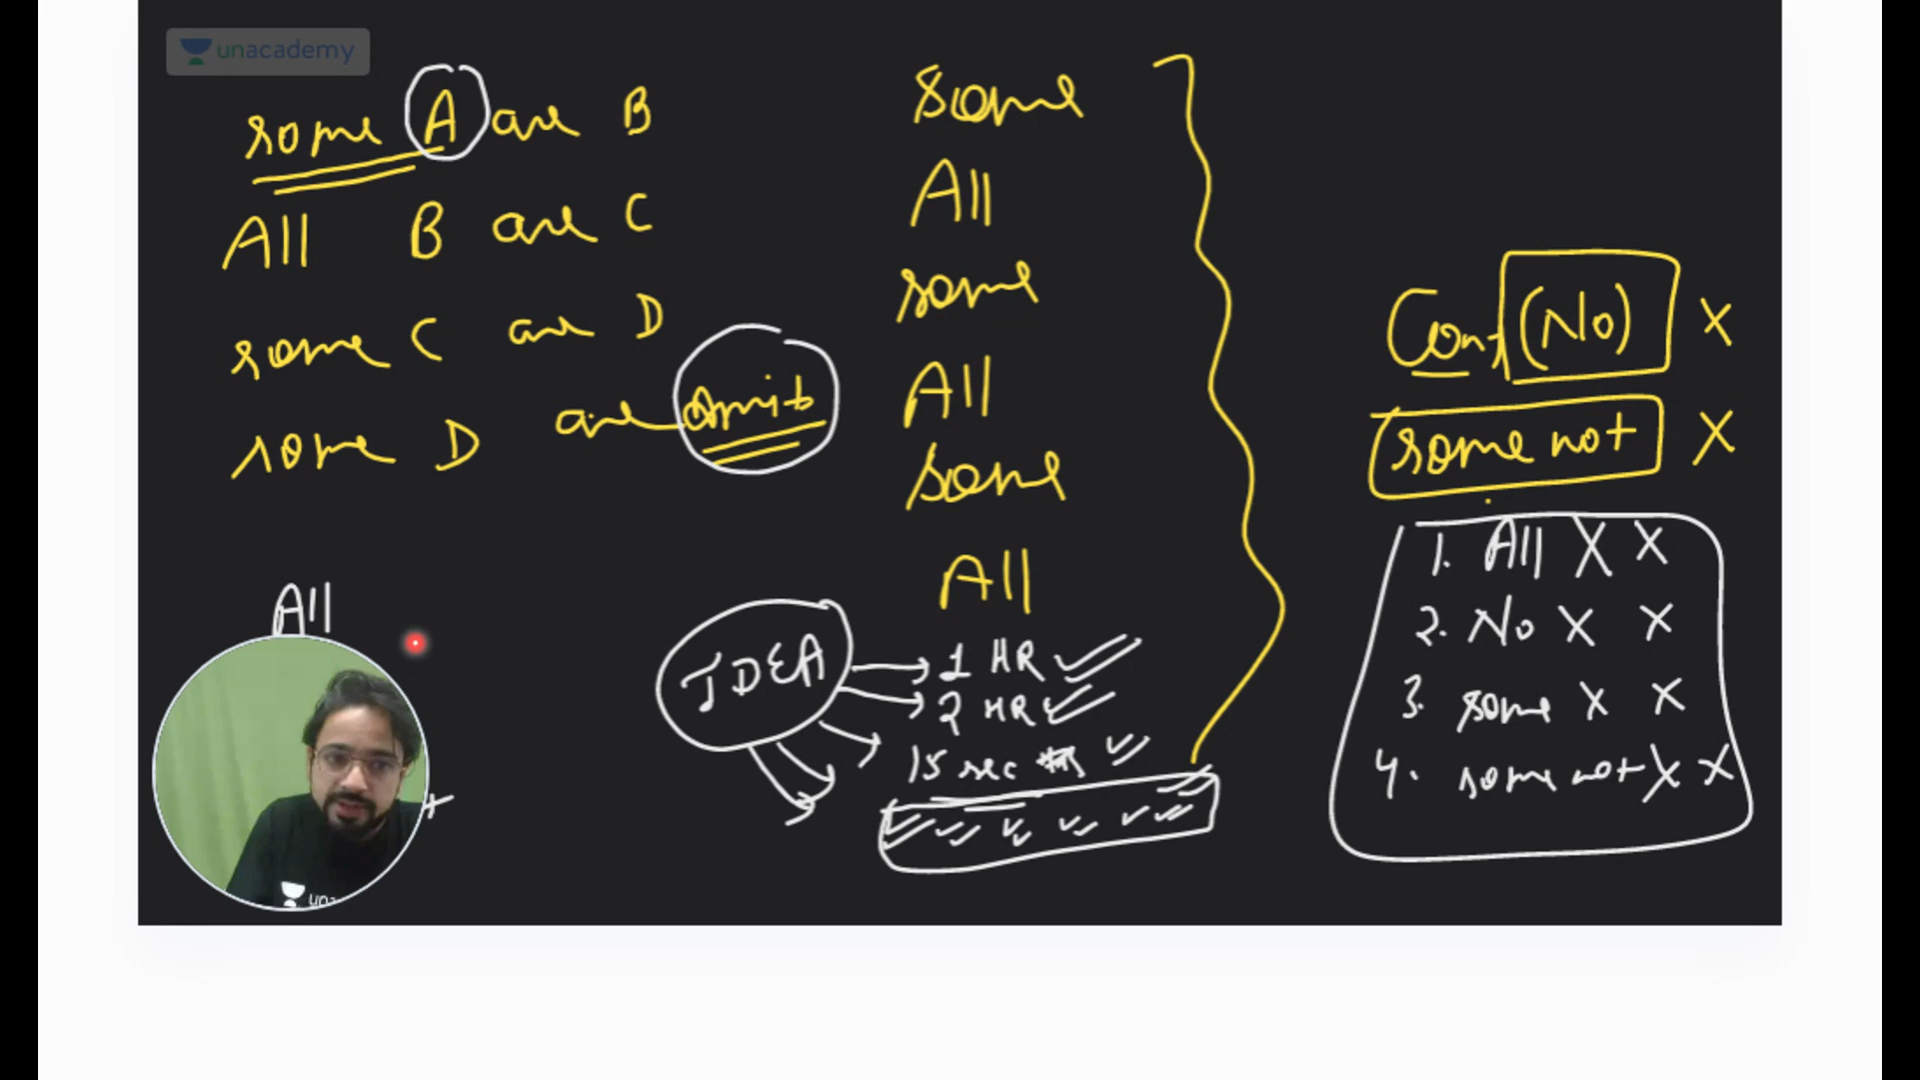 unacademy
some A are B
All B are C
some C are D
some D are Amit
All
some
All
some
All
some
All
IDEA
1 HR
2 HR
15 sec
(No) X
some not X
1. All X X
2. No X X
3. some X X
4. some not X X